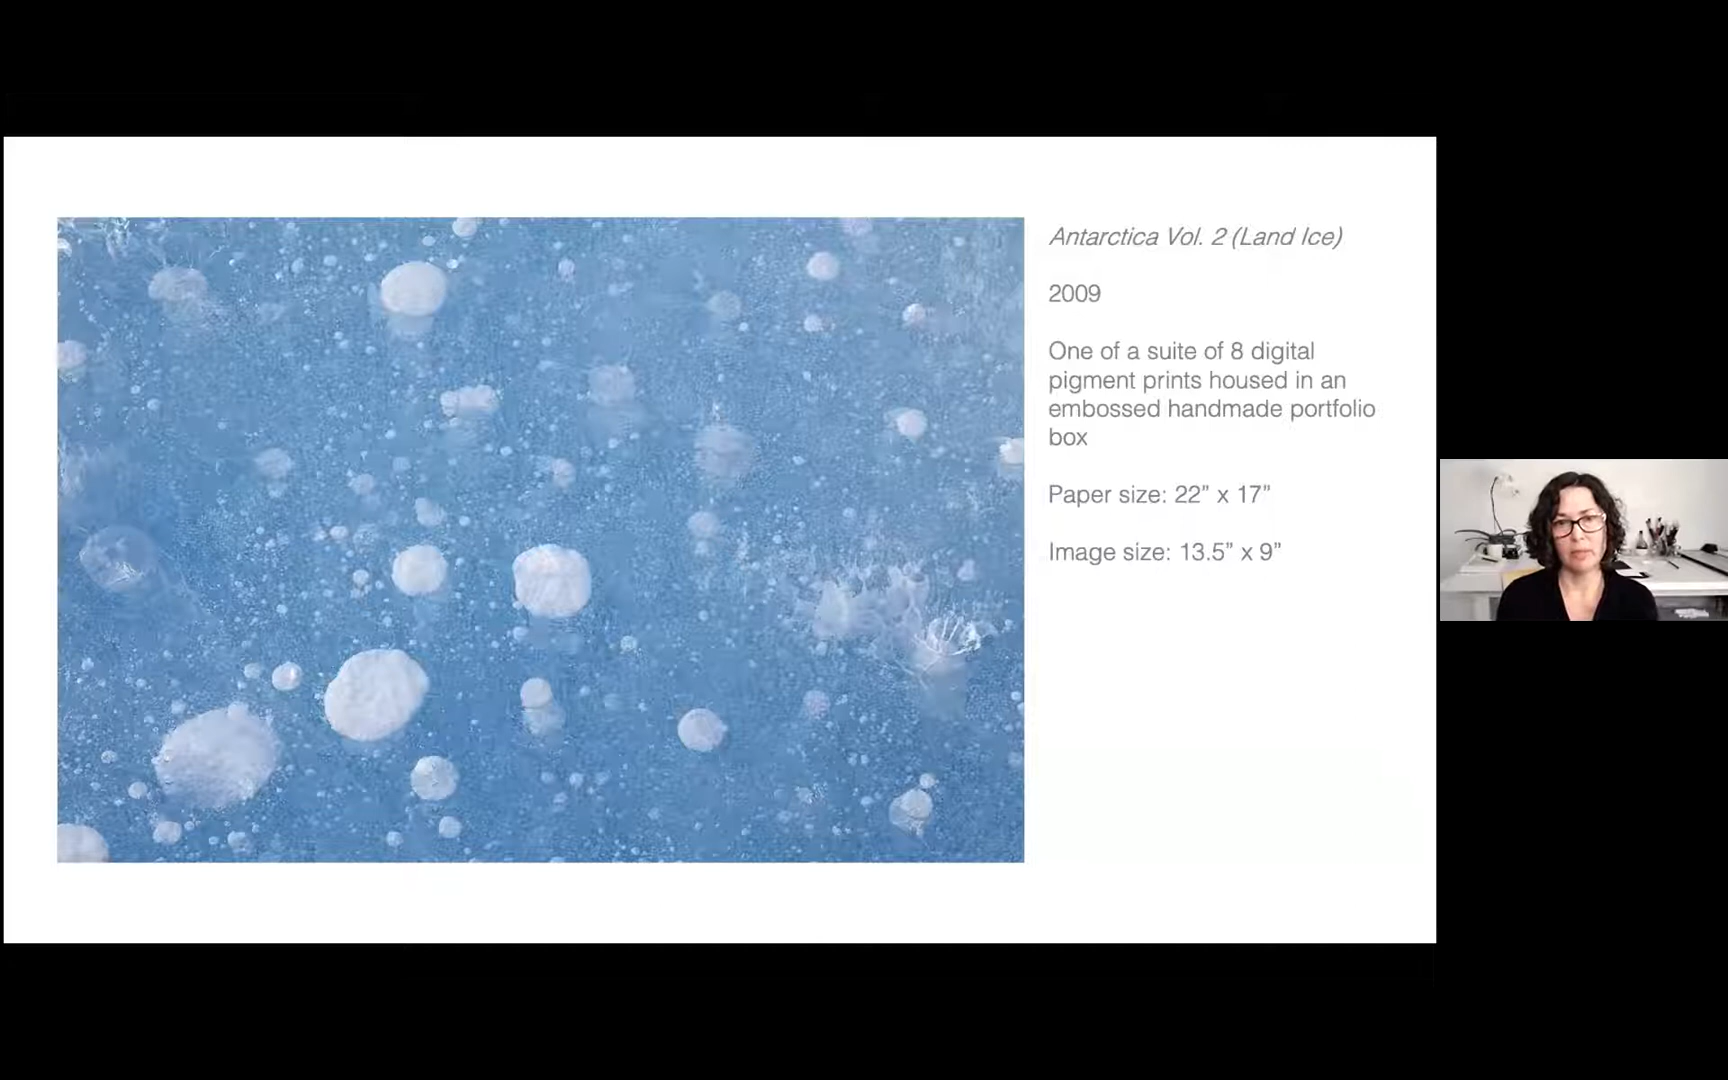 Antarctica Vol. 2 (Land Ice)
2009
One of a suite of 8 digital
pigment prints housed in an
embossed handmade portfolio
box
Paper size: 22” x 17”
Image size: 13.5” x 9”